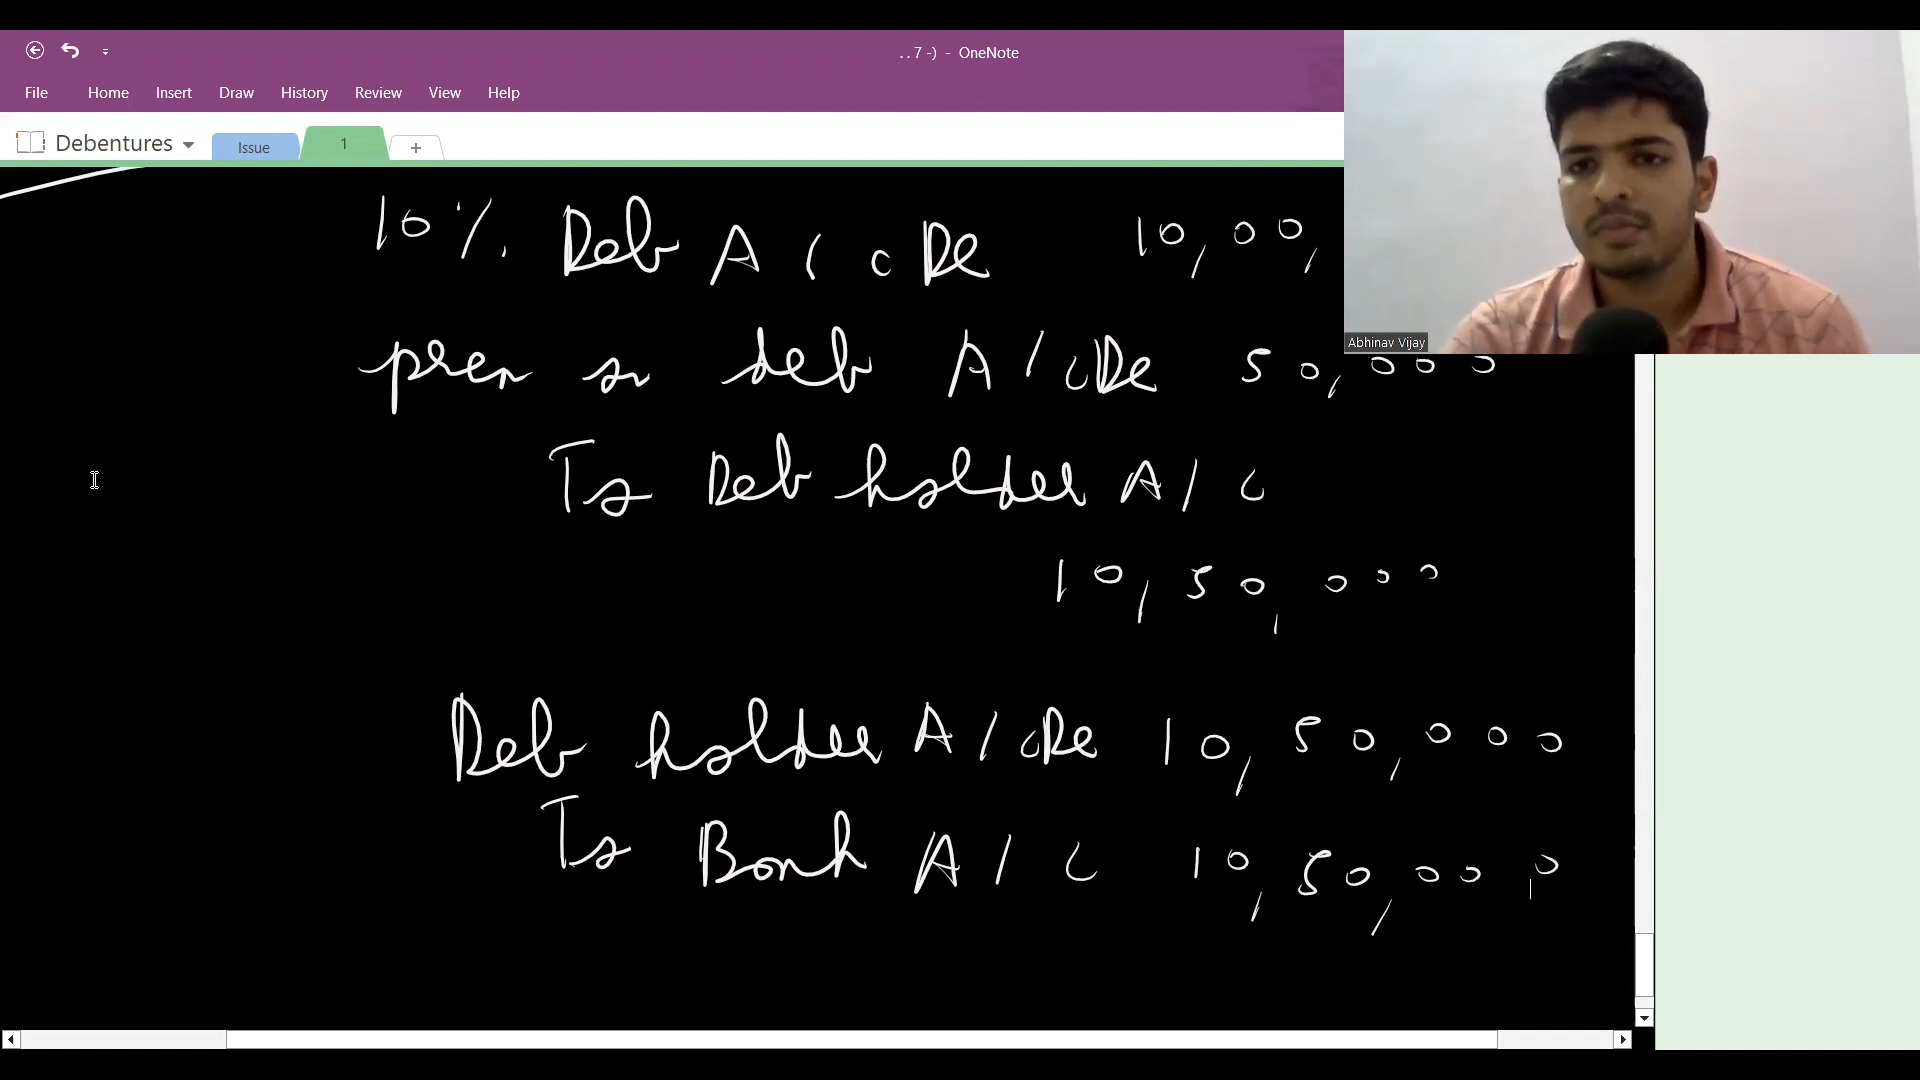 . . 7 -) - OneNote
File Home Insert Draw History Review View Help
Debentures Issue 1 +
Abhinav Vijay
10 %. Deb A/c Dr 10,00,
prem on deb A/c Dr 50,000
To Deb holder A/c
10,50,000
Deb holder A/c Dr 10,50,000
To Bank A/c 10,50,000